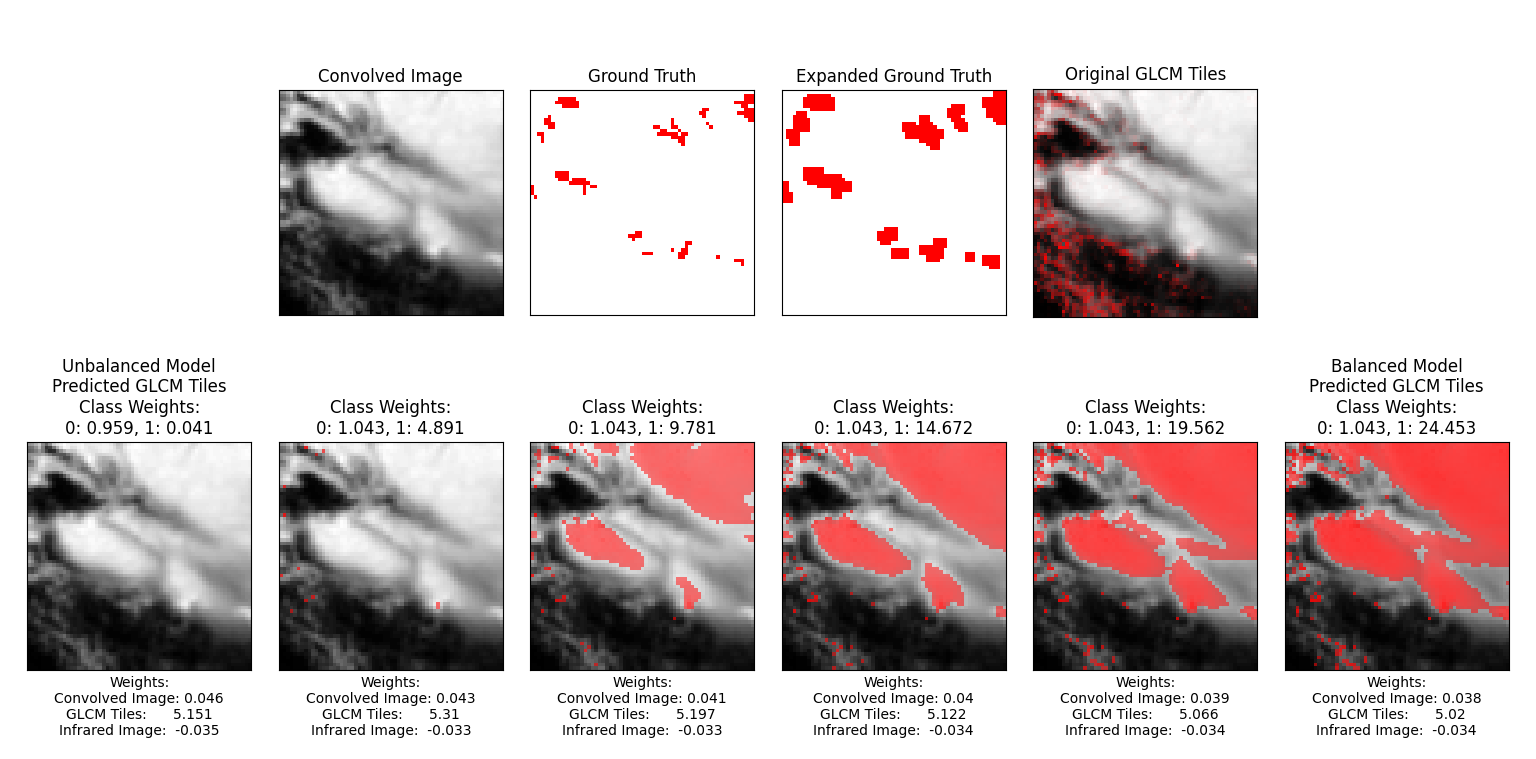 Convolved Image
Ground Truth
Expanded Ground Truth
Original GLCM Tiles
Unbalanced Model
Predicted GLCM Tiles
Class Weights:
0: 0.959, 1: 0.041
Class Weights:
0: 1.043, 1: 4.891
Class Weights:
0: 1.043, 1: 9.781
Class Weights:
0: 1.043, 1: 14.672
Class Weights:
0: 1.043, 1: 19.562
Balanced Model
Predicted GLCM Tiles
Class Weights:
0: 1.043, 1: 24.453
Weights:
Convolved Image: 0.046
GLCM Tiles: 5.151
Infrared Image: -0.035
Weights:
Convolved Image: 0.043
GLCM Tiles: 5.31
Infrared Image: -0.033
Weights:
Convolved Image: 0.041
GLCM Tiles: 5.197
Infrared Image: -0.033
Weights:
Convolved Image: 0.04
GLCM Tiles: 5.122
Infrared Image: -0.034
Weights:
Convolved Image: 0.039
GLCM Tiles: 5.066
Infrared Image: -0.034
Weights:
Convolved Image: 0.038
GLCM Tiles: 5.02
Infrared Image: -0.034